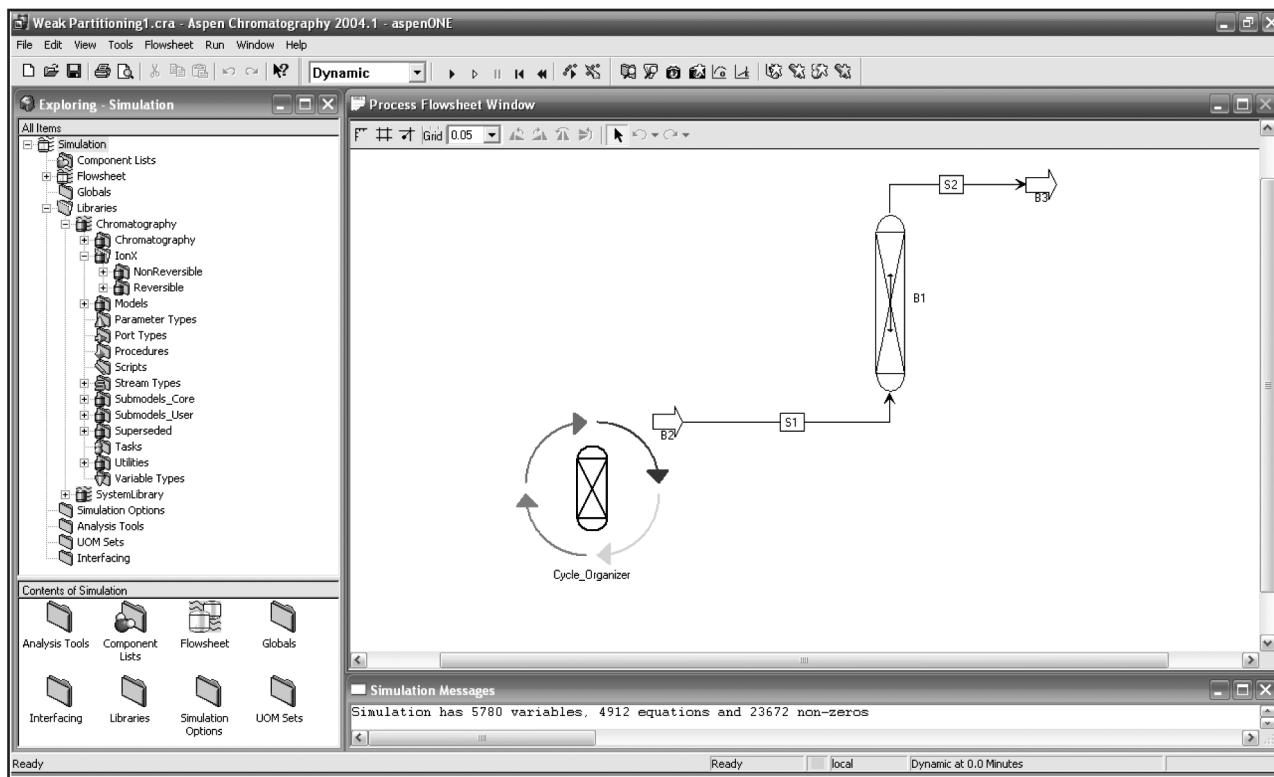 Weak Partitioning1.cra - Aspen Chromatography 2004.1 - aspenONE
File Edit View Tools Flowsheet Run Window Help
Dynamic
Exploring - Simulation
All Items
Simulation
Component Lists
Flowsheet
Globals
Libraries
Chromatography
Chromatography
IonX
NonReversible
Reversible
Models
Parameter Types
Port Types
Procedures
Scripts
Stream Types
Submodels_Core
Submodels_User
Superseded
Tasks
Utilities
Variable Types
SystemLibrary
Simulation Options
Analysis Tools
UOM Sets
Interfacing
Contents of Simulation
Analysis Tools Component Lists Flowsheet Globals
Interfacing Libraries Simulation Options UOM Sets
Process Flowsheet Window
Grid 0.05
S2
B3
B1
B2
S1
Cycle_Organizer
Simulation Messages
Simulation has 5780 variables, 4912 equations and 23672 non-zeros
Ready Ready local Dynamic at 0.0 Minutes